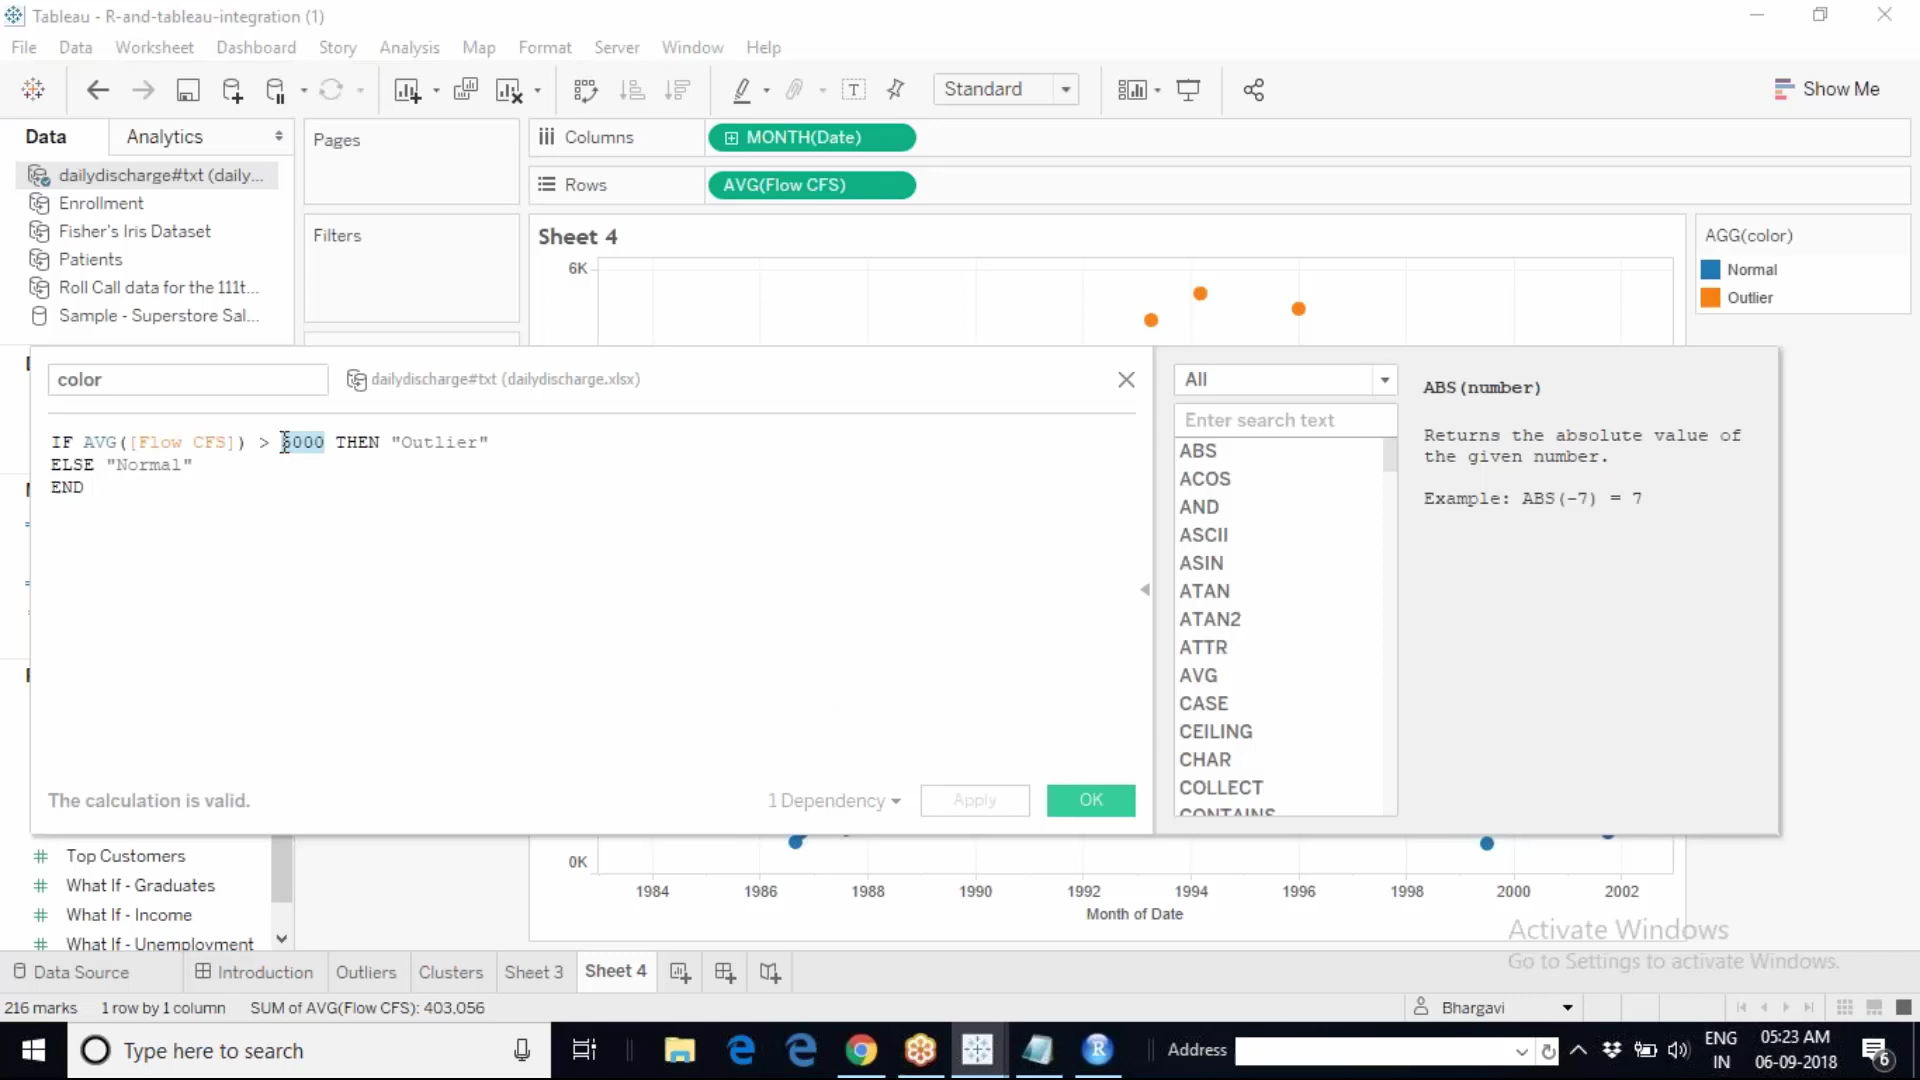 Tableau - R-and-tableau-integration (1)
File Data Worksheet Dashboard Story Analysis Map Format Server Window Help
Standard
Show Me
Data
Analytics
Pages
Columns
MONTH(Date)
dailydischarge#txt (daily...
Rows
AVG(Flow CFS)
Enrollment
Fisher's Iris Dataset
Filters
Sheet 4
AGG(color)
Patients
6K
Normal
Roll Call data for the 111t...
Outlier
Sample - Superstore Sal...
color
dailydischarge#txt (dailydischarge.xlsx)
All
ABS(number)
Enter search text
IF AVG([Flow CFS]) > 5000 THEN "Outlier"
ELSE "Normal"
END
Returns the absolute value of
the given number.
Example: ABS(-7) = 7
ABS
ACOS
AND
ASCII
ASIN
ATAN
ATAN2
ATTR
AVG
CASE
CEILING
CHAR
COLLECT
CONTAINS
The calculation is valid.
1 Dependency
Apply
OK
Top Customers
0K
What If - Graduates
1984 1986 1988 1990 1992 1994 1996 1998 2000 2002
What If - Income
Month of Date
What If - Unemployment
Activate Windows
Go to Settings to activate Windows.
Data Source
Introduction
Outliers
Clusters
Sheet 3
Sheet 4
216 marks
1 row by 1 column
SUM of AVG(Flow CFS): 403,056
Bhargavi
Type here to search
Address
ENG
IN
05:23 AM
06-09-2018
6